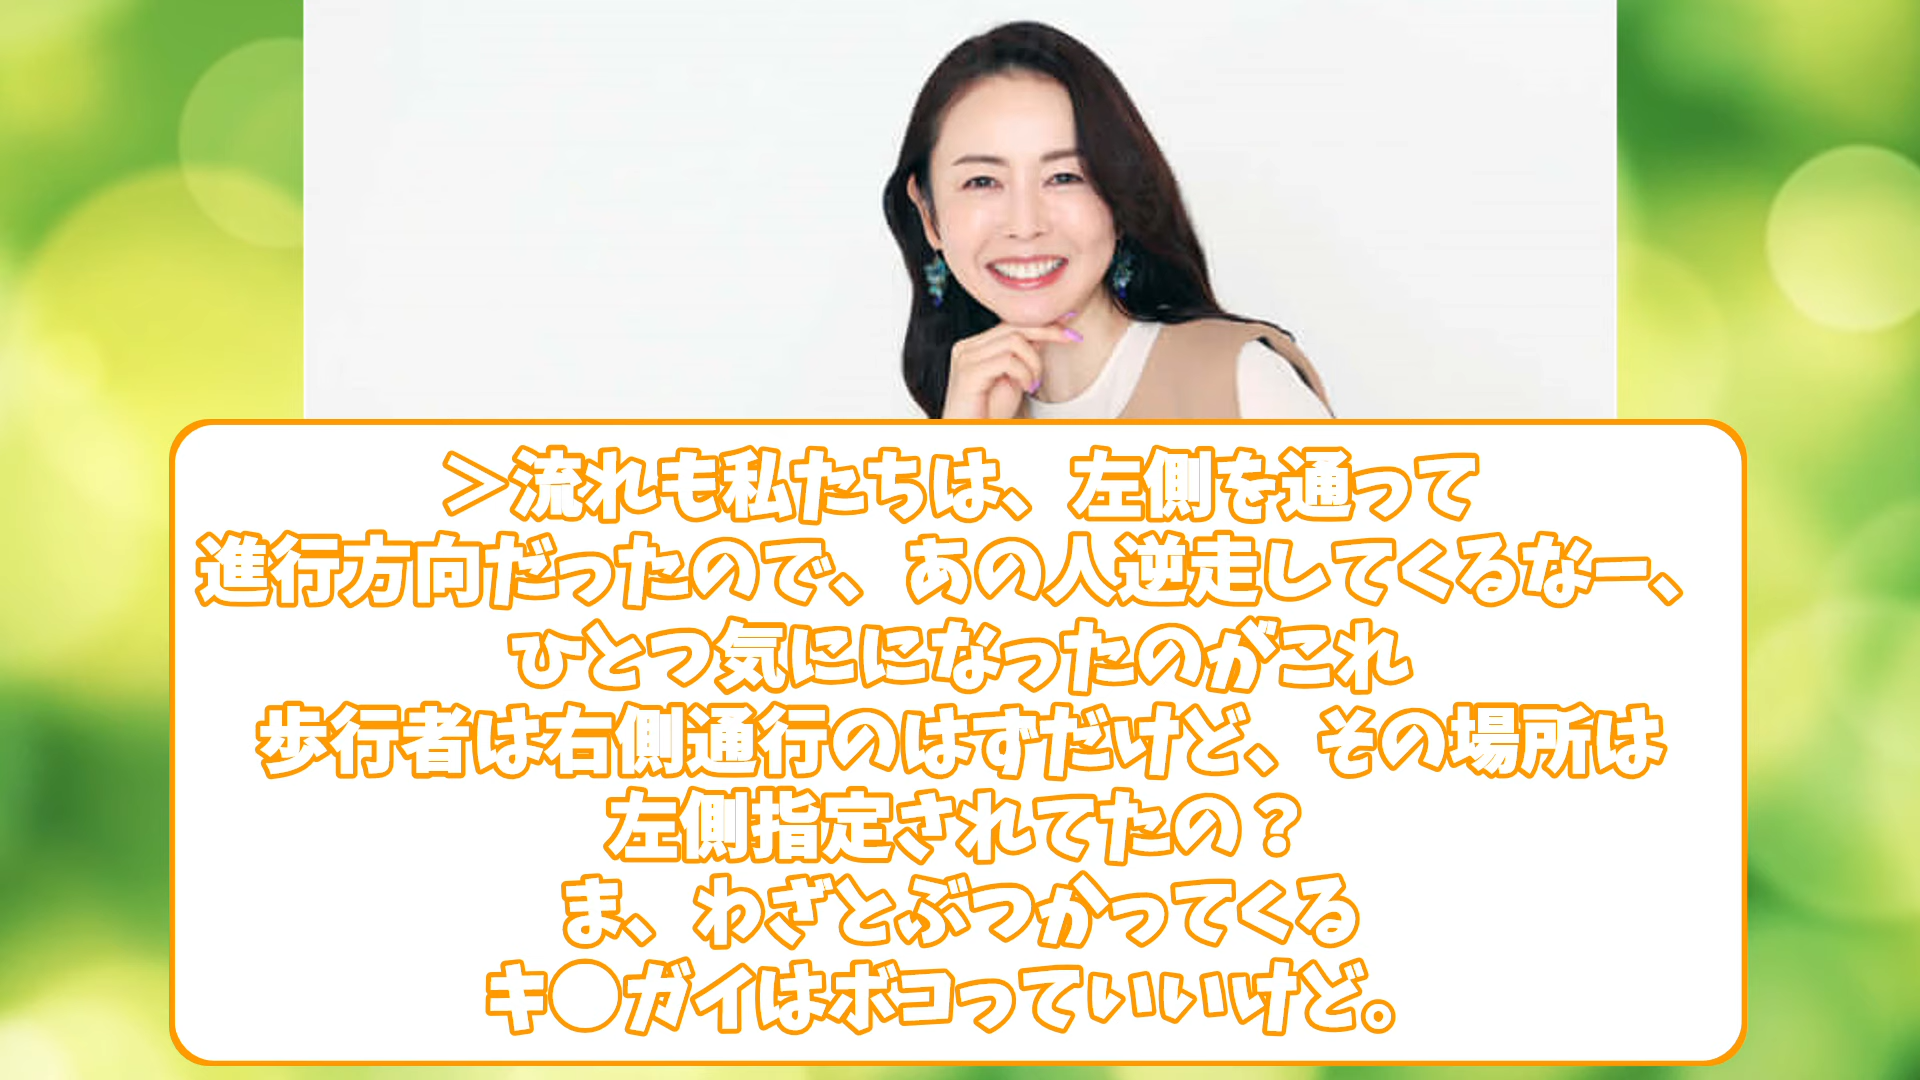 ＞流れも私たちは、左側を通って
進行方向だったので、あの人逆走してくるなー、
ひとつ気にになったのがこれ
歩行者は右側通行のはずだけど、その場所は
左側指定されてたの？
ま、わざとぶつかってくる
キ●ガイはボコっていいけど。